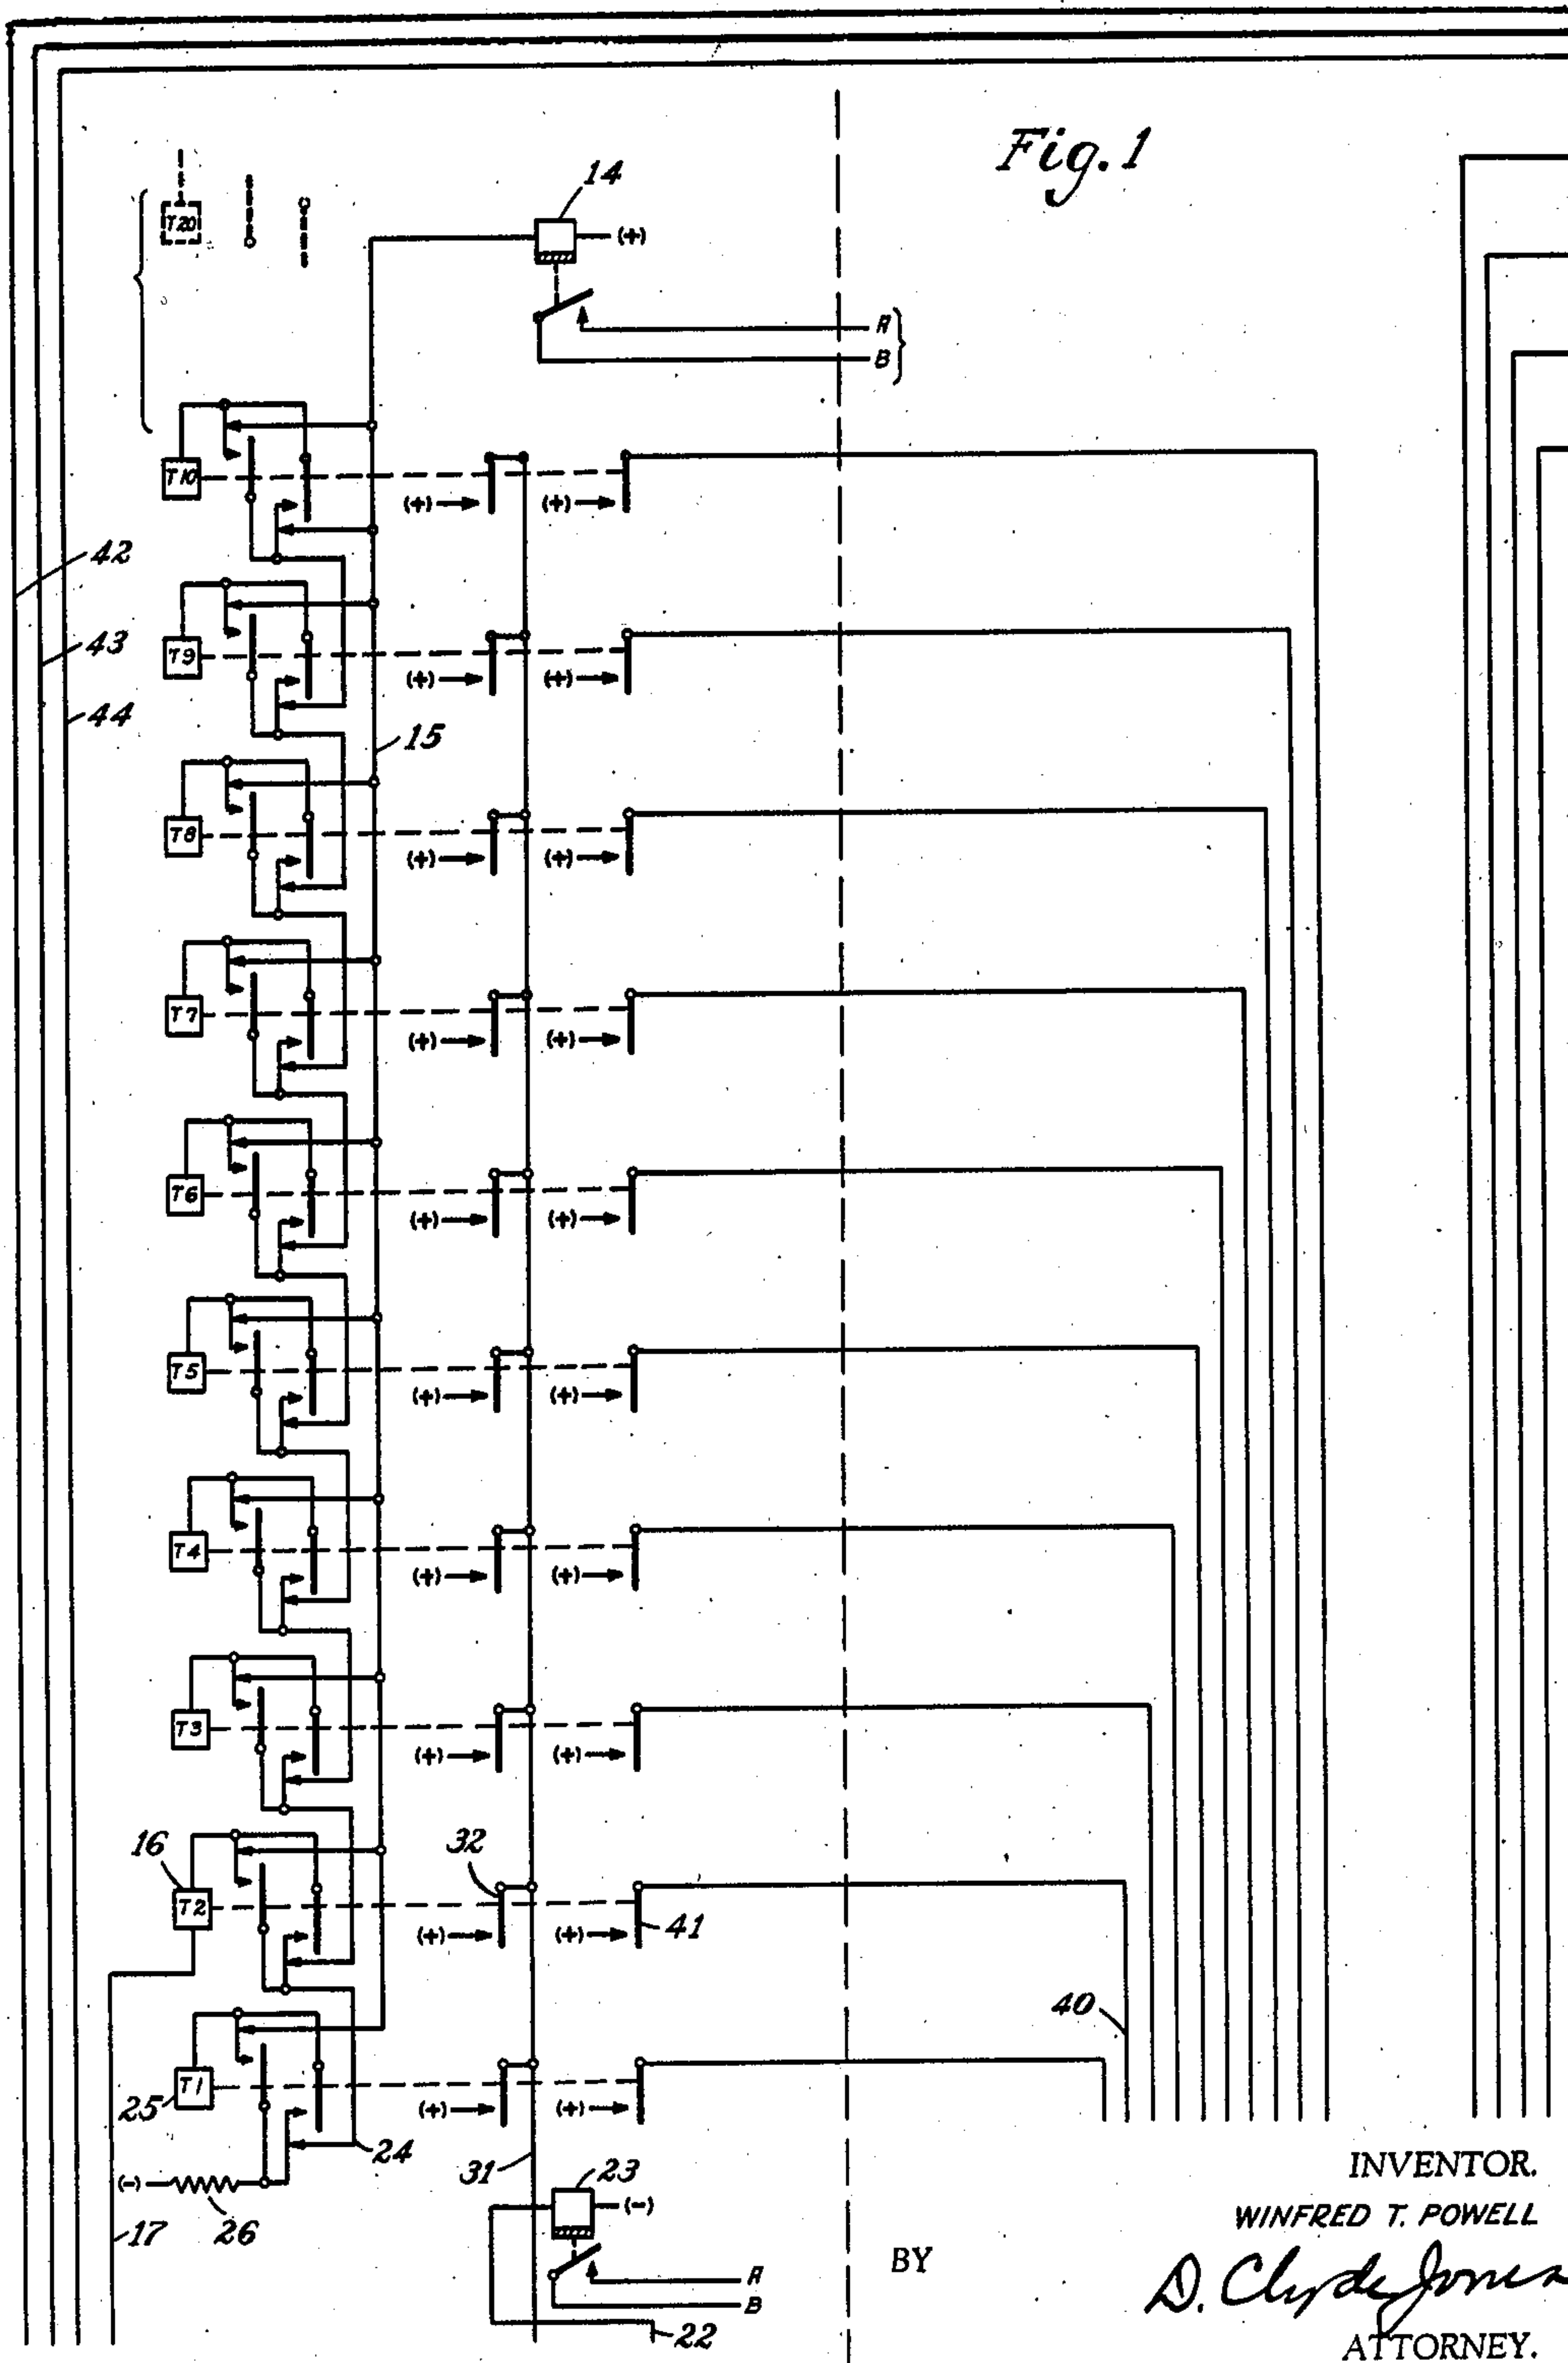 Fig. 1
14
T20
(+)
A
B
T10
(+) (+)
42
T9
43
(+) (+)
44
15
T8
(+) (+)
T7
(+) (+)
T6
(+) (+)
T5
(+) (+)
T4
(+) (+)
T3
(+) (+)
16
32
T2
(+) (+)
41
40
T1
25
(+) (+)
24
31
23
(-)
26
(-)
17
A
B
22
INVENTOR.
WINFRED T. POWELL
BY
D. Clyde Jones
ATTORNEY.